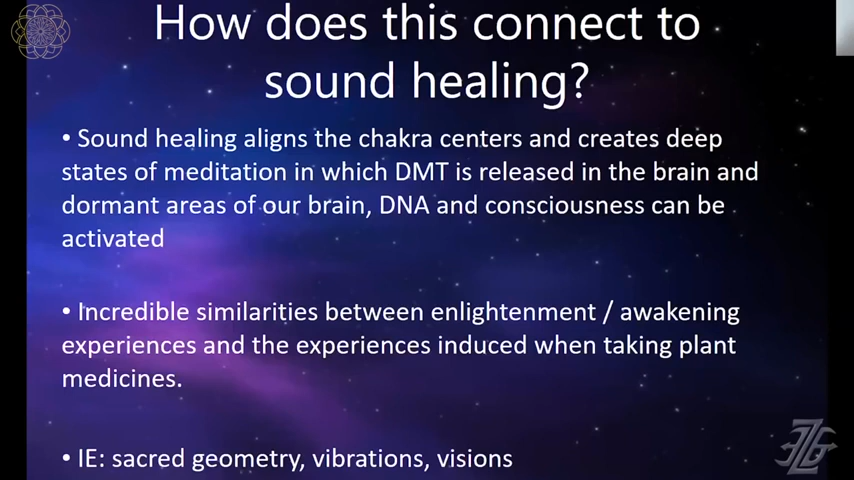 How does this connect to
sound healing?
• Sound healing aligns the chakra centers and creates deep
states of meditation in which DMT is released in the brain and
dormant areas of our brain, DNA and consciousness can be
activated
• Incredible similarities between enlightenment / awakening
experiences and the experiences induced when taking plant
medicines.
• IE: sacred geometry, vibrations, visions